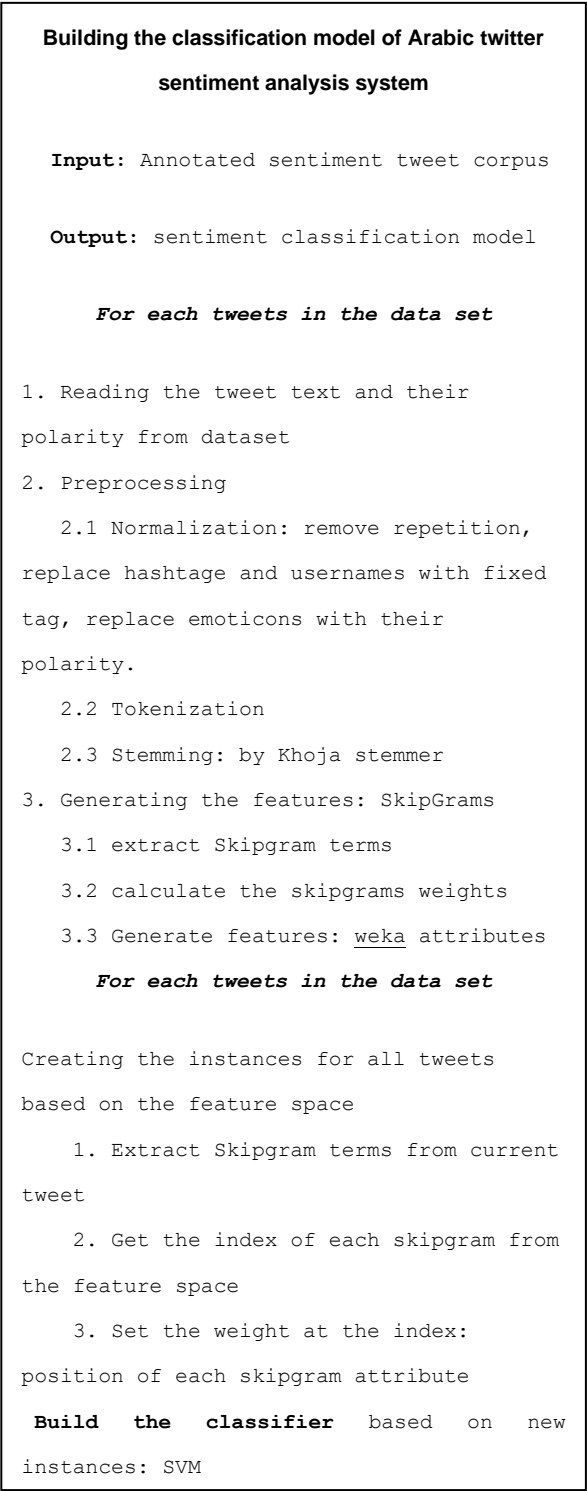 Building the classification model of Arabic twitter
sentiment analysis system
Input: Annotated sentiment tweet corpus
Output: sentiment classification model
For each tweets in the data set
1. Reading the tweet text and their
polarity from dataset
2. Preprocessing
2.1 Normalization: remove repetition,
replace hashtage and usernames with fixed
tag, replace emoticons with their
polarity.
2.2 Tokenization
2.3 Stemming: by Khoja stemmer
3. Generating the features: SkipGrams
3.1 extract Skipgram terms
3.2 calculate the skipgrams weights
3.3 Generate features: weka attributes
For each tweets in the data set
Creating the instances for all tweets
based on the feature space
1. Extract Skipgram terms from current
tweet
2. Get the index of each skipgram from
the feature space
3. Set the weight at the index:
position of each skipgram attribute
Build the classifier based on new
instances: SVM